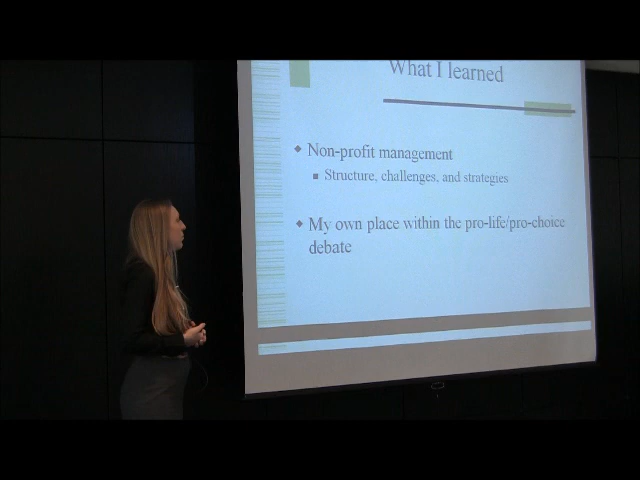 What I learned
Non-profit management
Structure, challenges, and strategies
My own place within the pro-life/pro-choice
debate